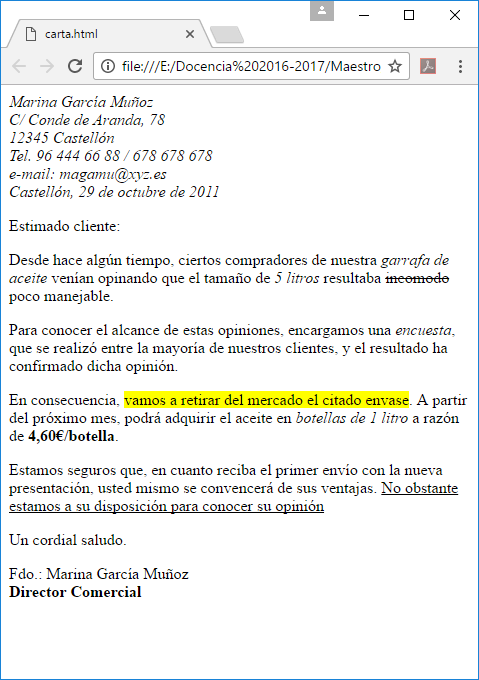 carta.html
file:///E:/Docencia%202016-2017/Maestro
Marina García Muñoz
C/ Conde de Aranda, 78
12345 Castellón
Tel. 96 444 66 88 / 678 678 678
e-mail: magamu@xyz.es
Castellón, 29 de octubre de 2011
Estimado cliente:
Desde hace algún tiempo, ciertos compradores de nuestra garrafa de
aceite venían opinando que el tamaño de 5 litros resultaba incomodo
poco manejable.
Para conocer el alcance de estas opiniones, encargamos una encuesta,
que se realizó entre la mayoría de nuestros clientes, y el resultado ha
confirmado dicha opinión.
En consecuencia, vamos a retirar del mercado el citado envase. A partir
del próximo mes, podrá adquirir el aceite en botellas de 1 litro a razón
de 4,60€/botella.
Estamos seguros que, en cuanto reciba el primer envío con la nueva
presentación, usted mismo se convencerá de sus ventajas. No obstante
estamos a su disposición para conocer su opinión
Un cordial saludo.
Fdo.: Marina García Muñoz
Director Comercial